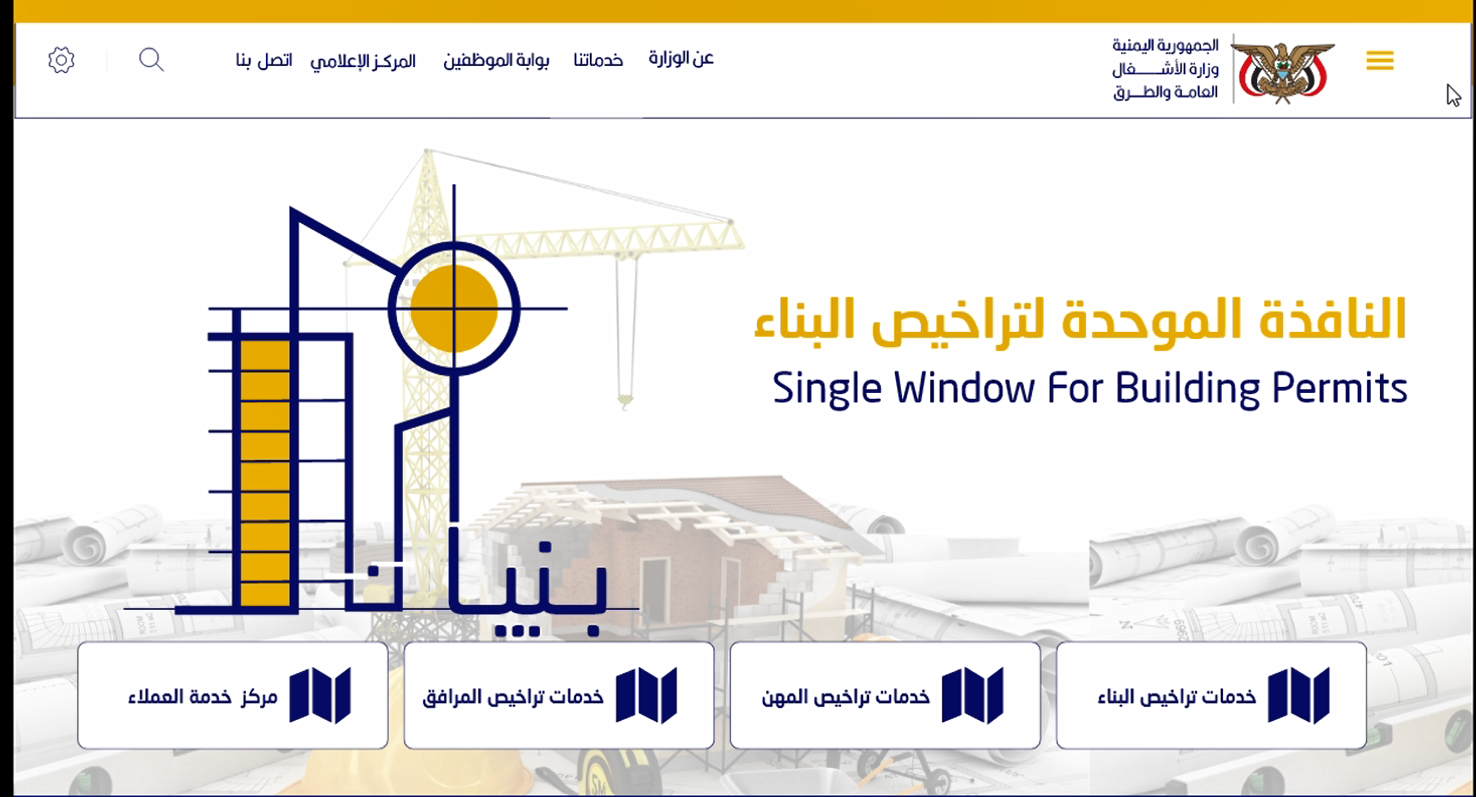 الجمهورية اليمنية
وزارة الأشـــــغال
العامـة والطـــرق
عن الوزارة
خدماتنا
بوابة الموظفين
المركـز الإعلامي
اتصل بنا
النافذة الموحدة لتراخيص البناء
Single Window For Building Permits
بنيان
خدمات تراخيص البناء
خدمات تراخيص المهن
خدمات تراخيص المرافق
مركز خدمة العملاء